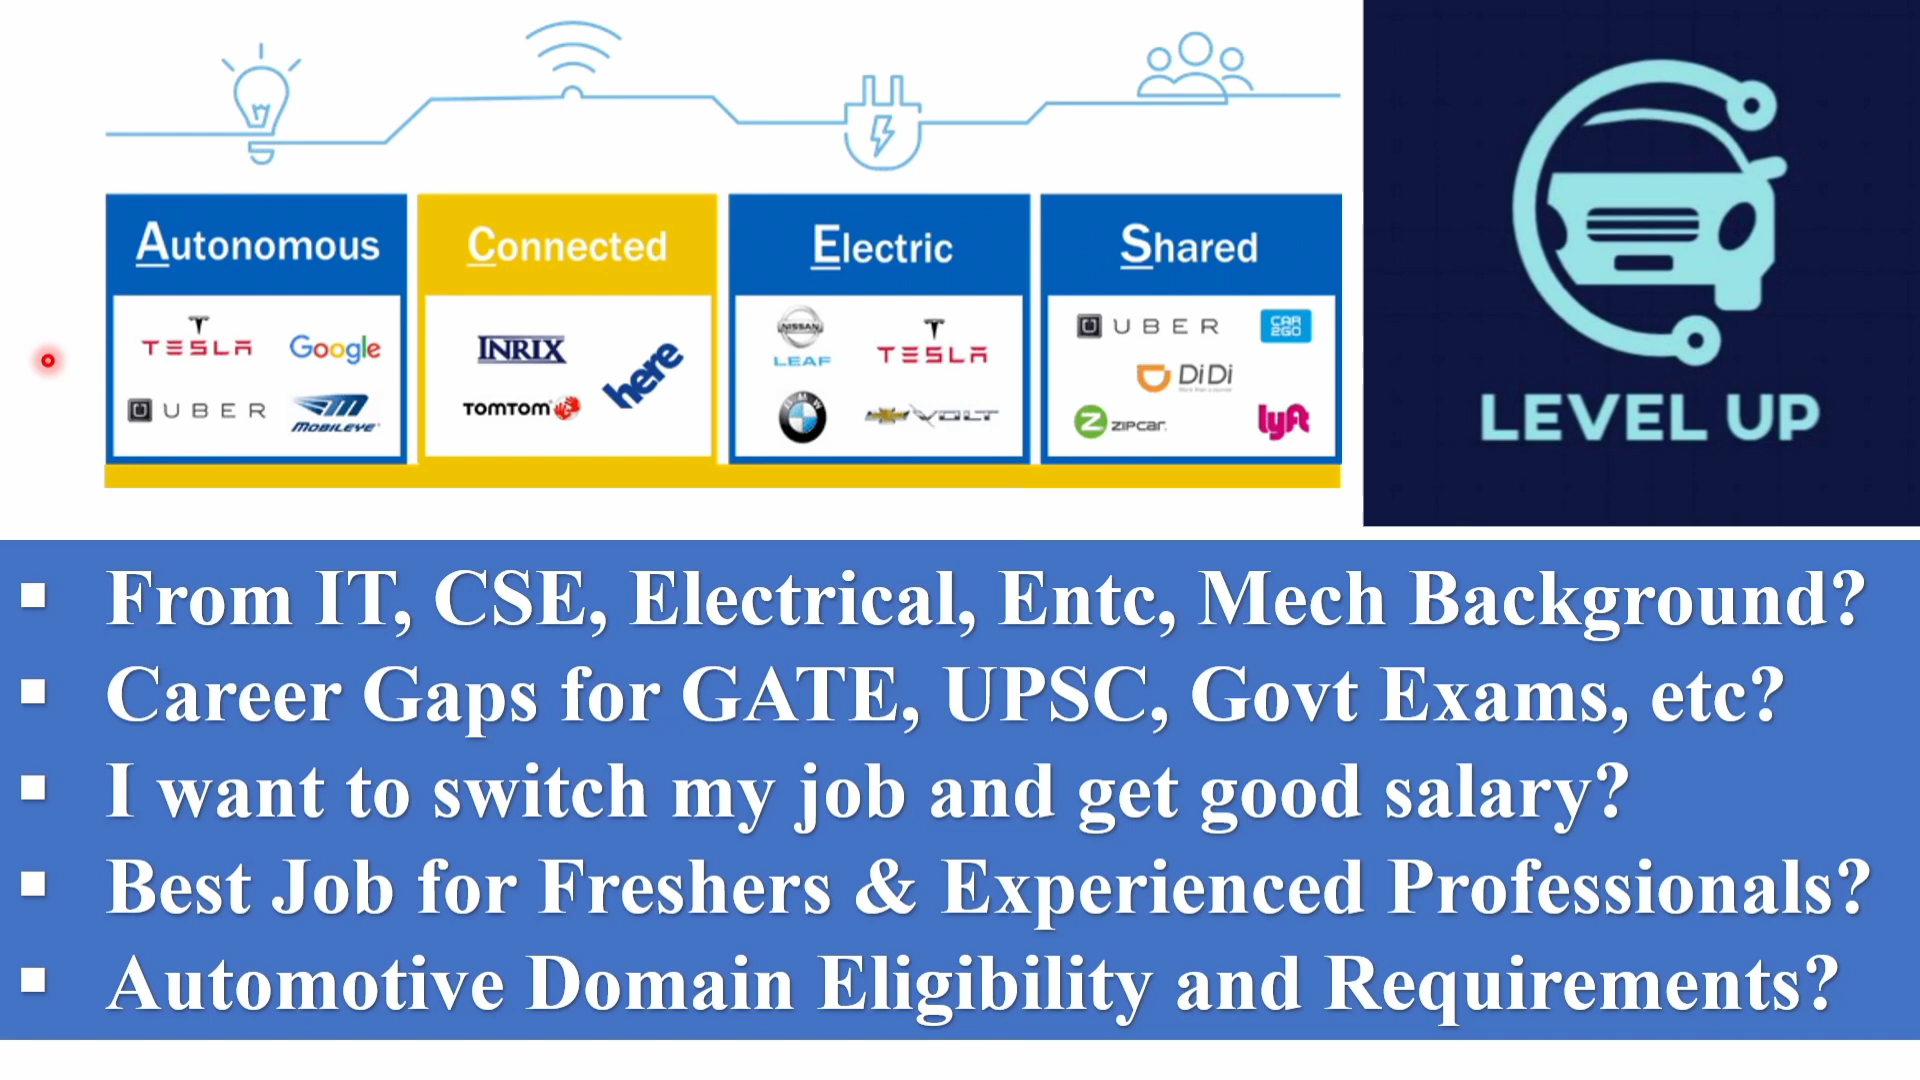 Autonomous
Connected
Electric
Shared
TESLA
Google
UBER
MOBILEYE
INRIX
here
TOMTOM
NISSAN
LEAF
TESLA
BMW
VOLT
UBER
CAR2GO
DiDi
ZIPCAR
lyft
LEVEL UP
From IT, CSE, Electrical, Entc, Mech Background?
Career Gaps for GATE, UPSC, Govt Exams, etc?
I want to switch my job and get good salary?
Best Job for Freshers & Experienced Professionals?
Automotive Domain Eligibility and Requirements?